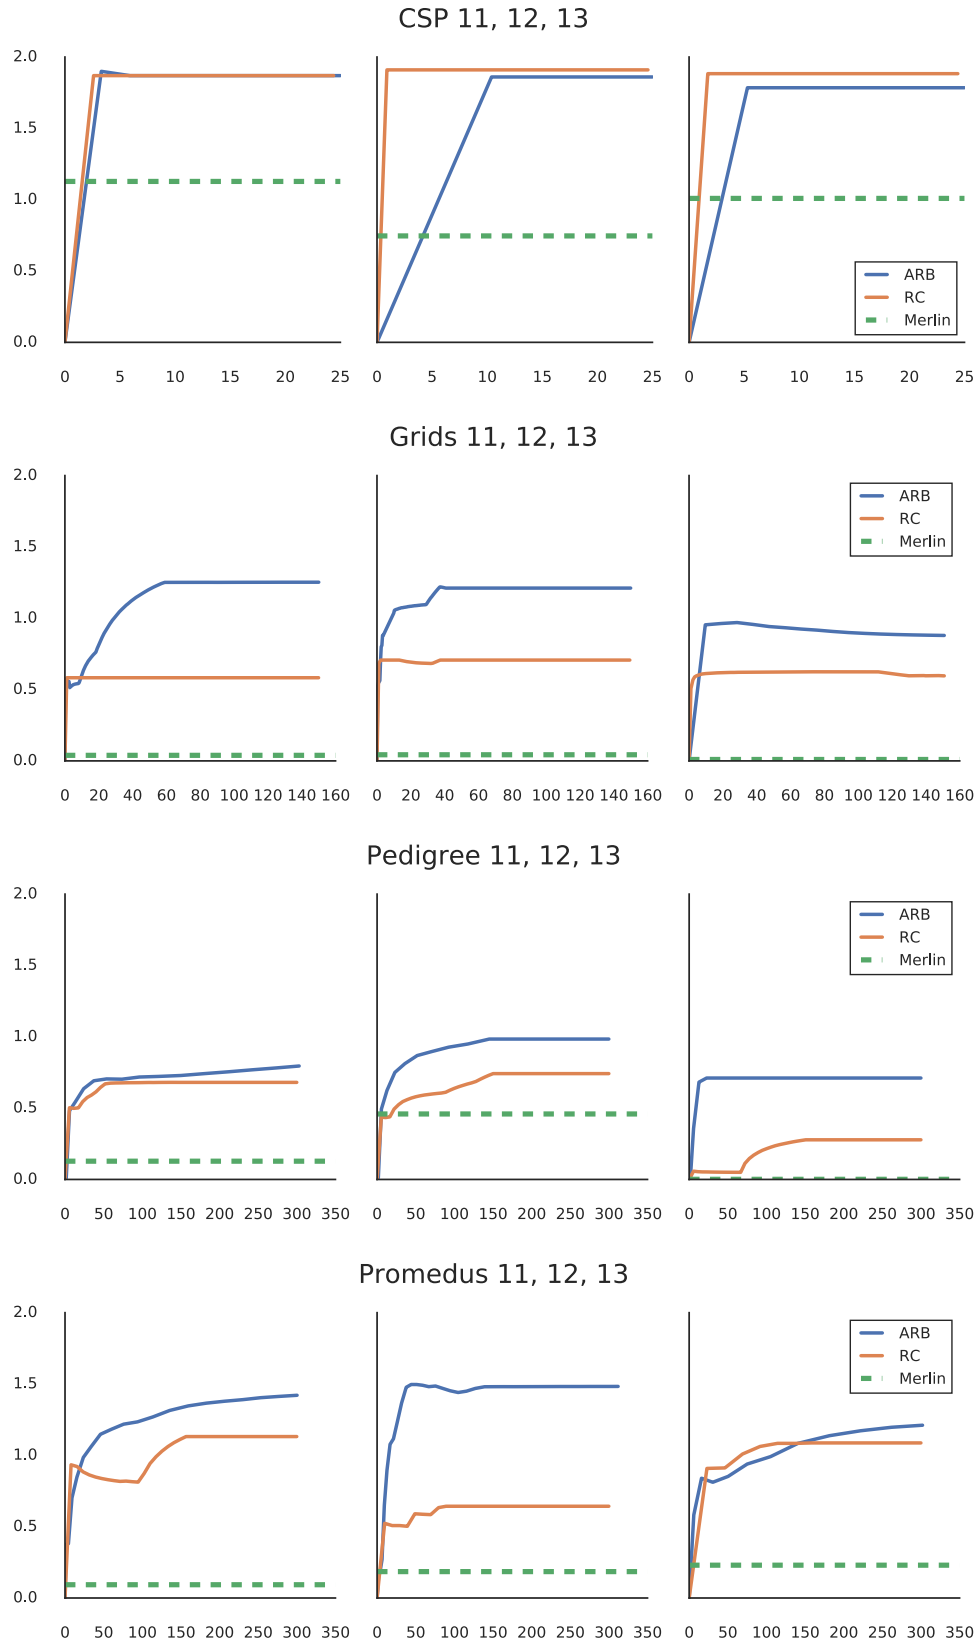 CSP 11, 12, 13
2.0
1.5
1.0
0.5
0.0
ARB
RC
Merlin
0 5 10 15 20 25 0 5 10 15 20 25 0 5 10 15 20 25
Grids 11, 12, 13
2.0
ARB
RC
Merlin
1.5
1.0
0.5
0.0
0 20 40 60 80 100 120 140 160 0 20 40 60 80 100 120 140 160 0 20 40 60 80 100 120 140 160
Pedigree 11, 12, 13
2.0
ARB
RC
Merlin
1.5
1.0
0.5
0.0
0 50 100 150 200 250 300 350 0 50 100 150 200 250 300 350 0 50 100 150 200 250 300 350
Promedus 11, 12, 13
2.0
ARB
RC
Merlin
1.5
1.0
0.5
0.0
0 50 100 150 200 250 300 350 0 50 100 150 200 250 300 350 0 50 100 150 200 250 300 350